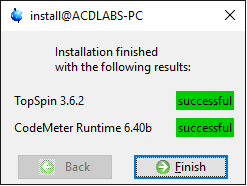 install@ACDLABS-PC
Installation finished
with the following results:
TopSpin 3.6.2 successful
CodeMeter Runtime 6.40b successful
Back Finish